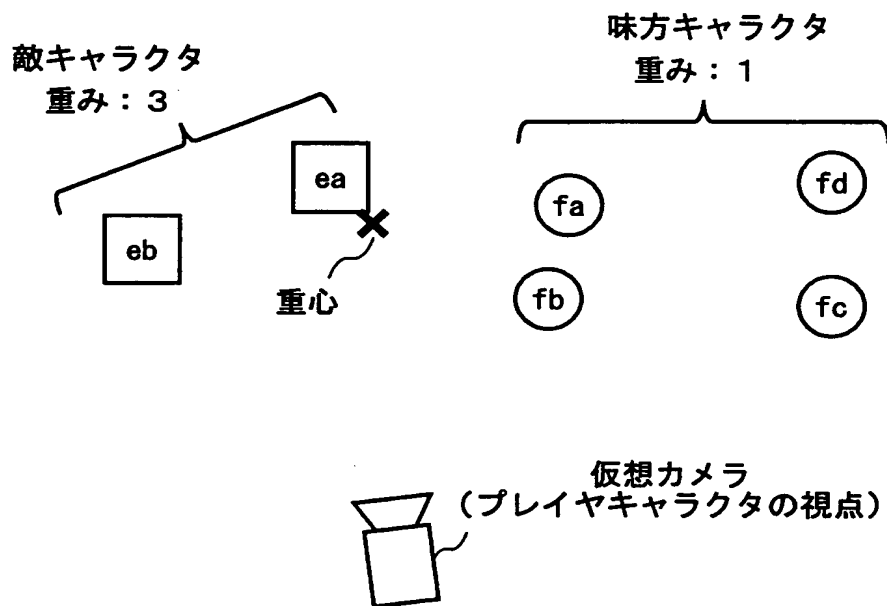 敵キャラクタ
重み：３
味方キャラクタ
重み：１
ea
eb
fa
fd
fb
fc
重心
仮想カメラ
（プレイヤキャラクタの視点）